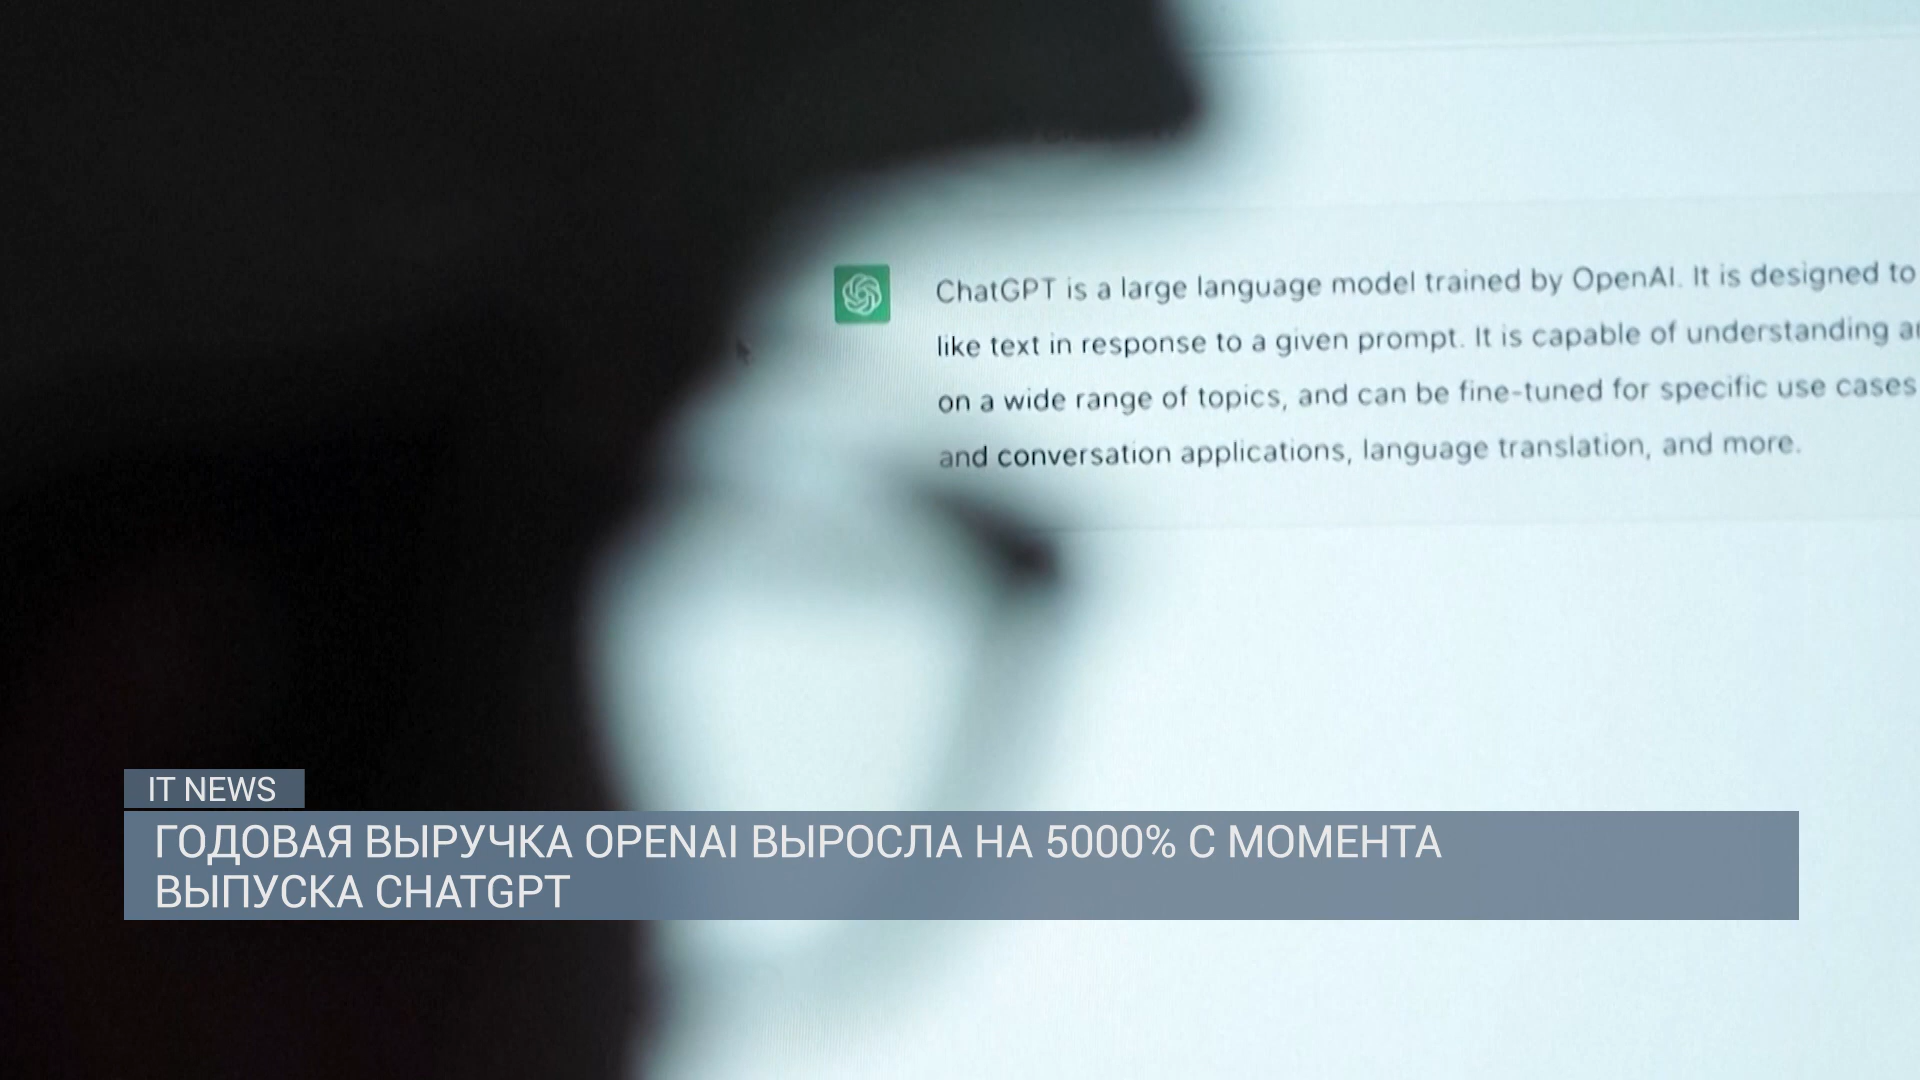 ChatGPT is a large language model trained by OpenAI. It is designed to
like text in response to a given prompt. It is capable of understanding
on a wide range of topics, and can be fine-tuned for specific use cases
and conversation applications, language translation, and more.
IT NEWS
ГОДОВАЯ ВЫРУЧКА OPENAI ВЫРОСЛА НА 5000% С МОМЕНТА
ВЫПУСКА CHATGPT